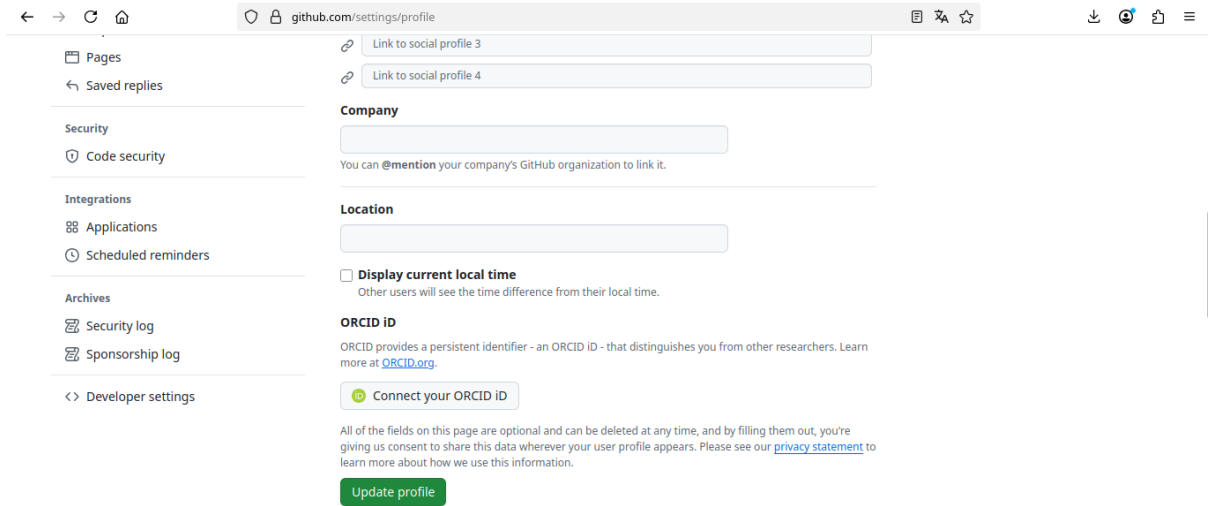 github.com/settings/profile
Pages
Saved replies
Security
Code security
Integrations
Applications
Scheduled reminders
Archives
Security log
Sponsorship log
Developer settings
Link to social profile 3
Link to social profile 4
Company
You can @mention your company's GitHub organization to link it.
Location
Display current local time
Other users will see the time difference from their local time.
ORCID iD
ORCID provides a persistent identifier - an ORCID iD - that distinguishes you from other researchers. Learn
more at ORCID.org.
iD Connect your ORCID iD
All of the fields on this page are optional and can be deleted at any time, and by filling them out, you're
giving us consent to share this data wherever your user profile appears. Please see our privacy statement to
learn more about how we use this information.
Update profile